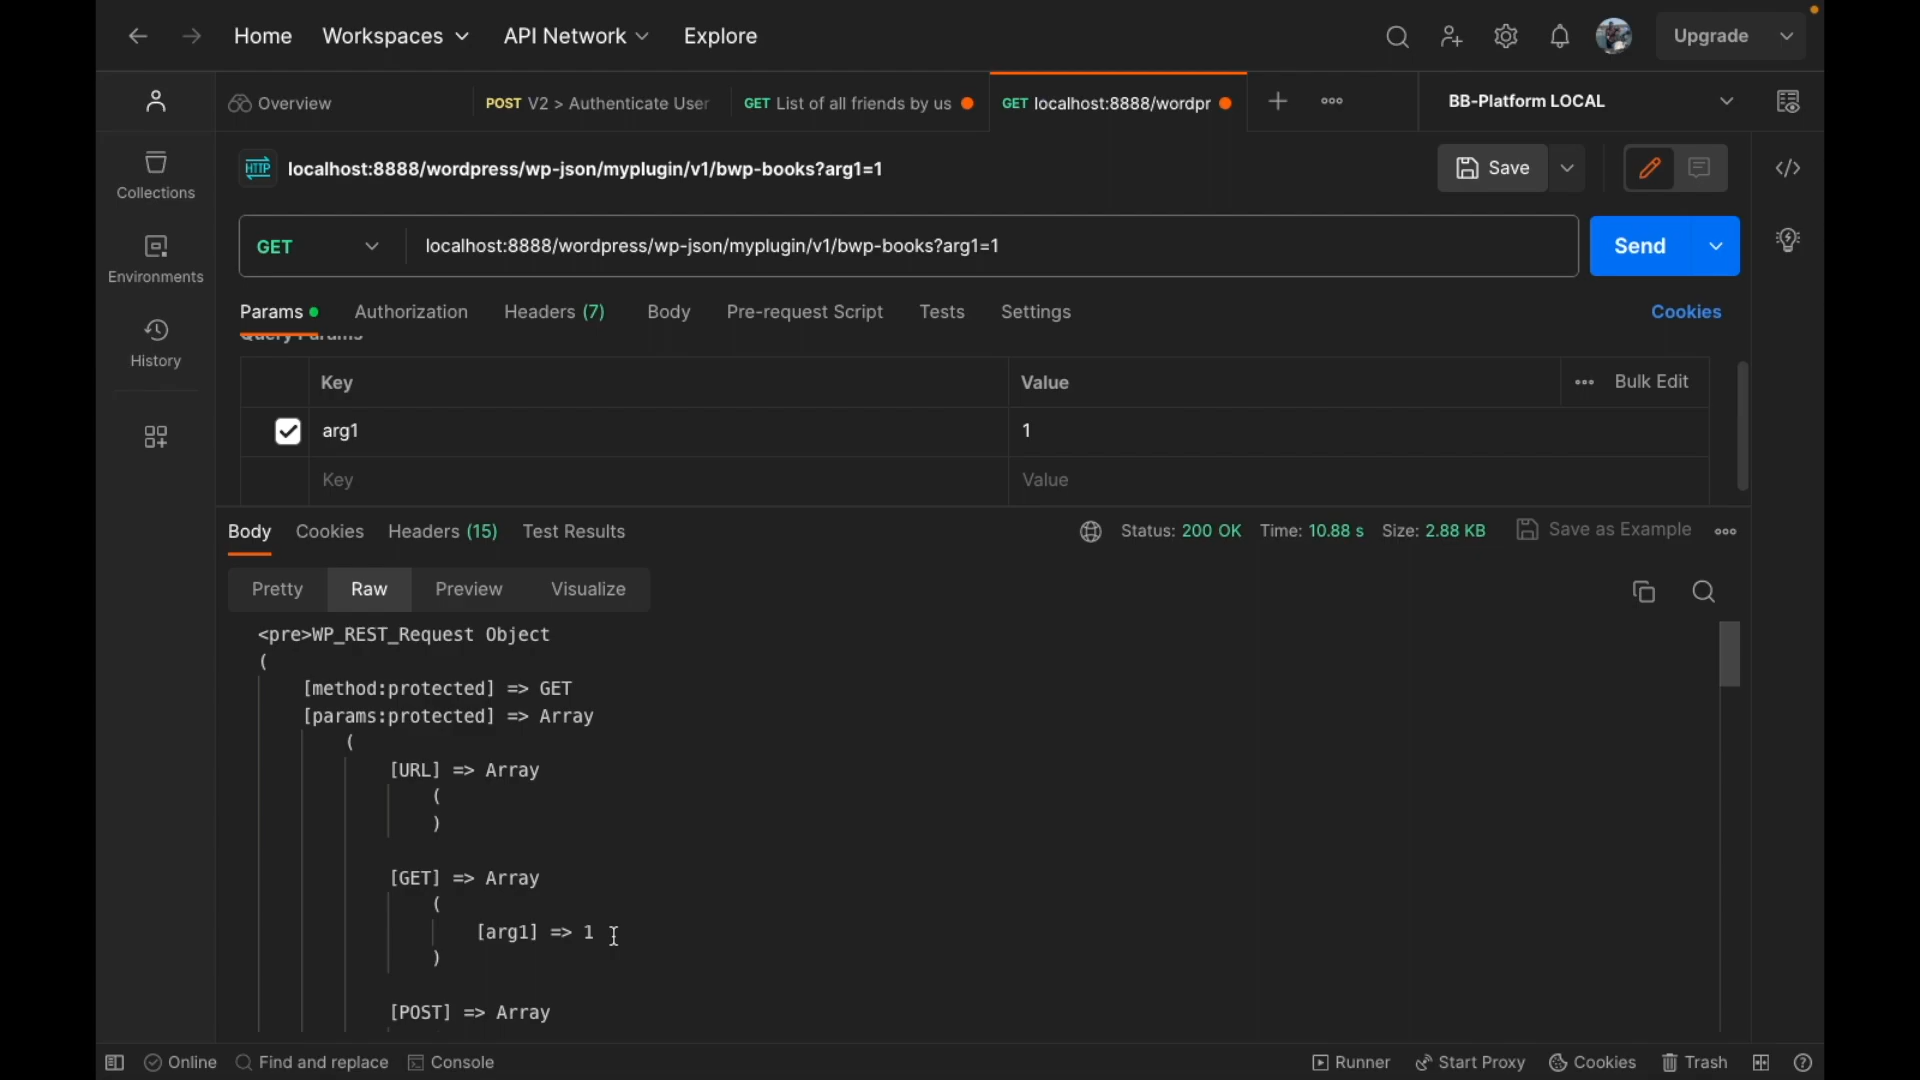 Home Workspaces API Network Explore Upgrade
Overview POST V2 > Authenticate User GET List of all friends by us GET localhost:8888/wordpr BB-Platform LOCAL
HTTP localhost:8888/wordpress/wp-json/myplugin/v1/bwp-books?arg1=1 Save
Collections
GET localhost:8888/wordpress/wp-json/myplugin/v1/bwp-books?arg1=1 Send
Environments
Params Authorization Headers (7) Body Pre-request Script Tests Settings Cookies
Query Params
History
Key Value Bulk Edit
arg1 1
Key Value
Body Cookies Headers (15) Test Results Status: 200 OK Time: 10.88 s Size: 2.88 KB Save as Example
Pretty Raw Preview Visualize
<pre>WP_REST_Request Object
(
[method:protected] => GET
[params:protected] => Array
(
[URL] => Array
(
)
[GET] => Array
(
[arg1] => 1
)
[POST] => Array
Online Find and replace Console Runner Start Proxy Cookies Trash